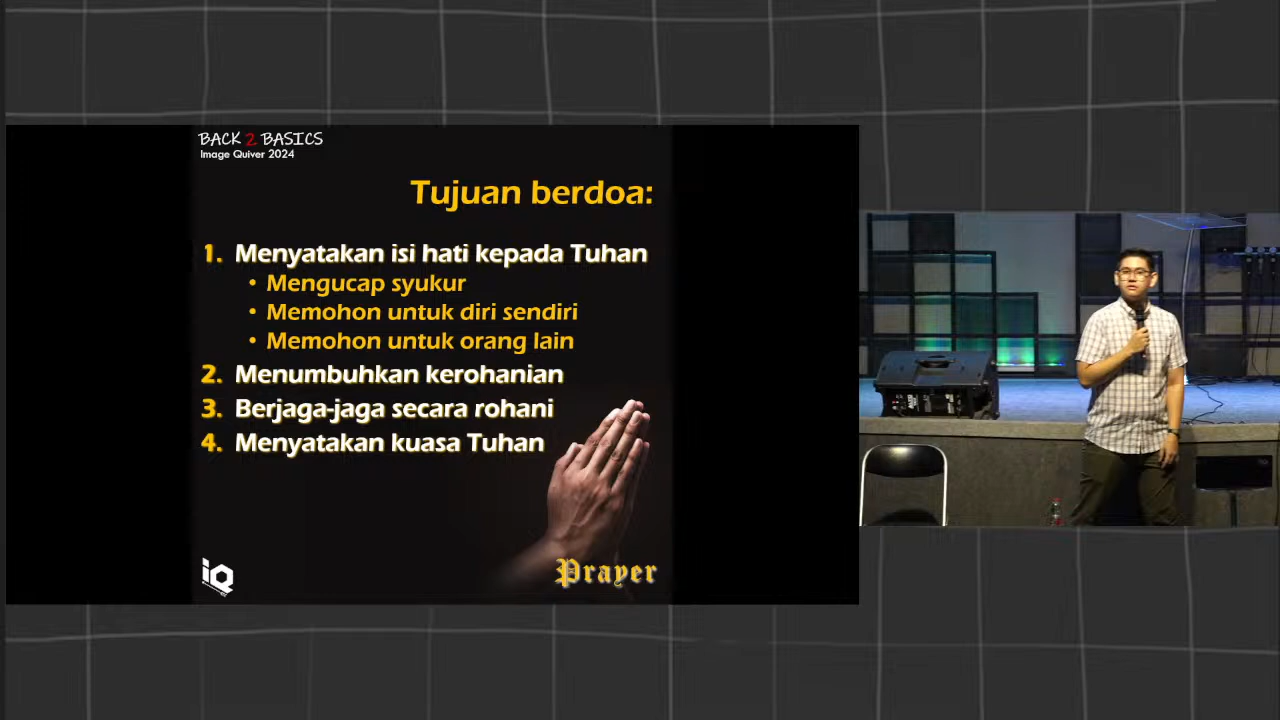 BACK 2 BASICS
Image Quiver 2024
Tujuan berdoa:
1. Menyatakan isi hati kepada Tuhan
• Mengucap syukur
• Memohon untuk diri sendiri
• Memohon untuk orang lain
2. Menumbuhkan kerohanian
3. Berjaga-jaga secara rohani
4. Menyatakan kuasa Tuhan
iQ
Prayer